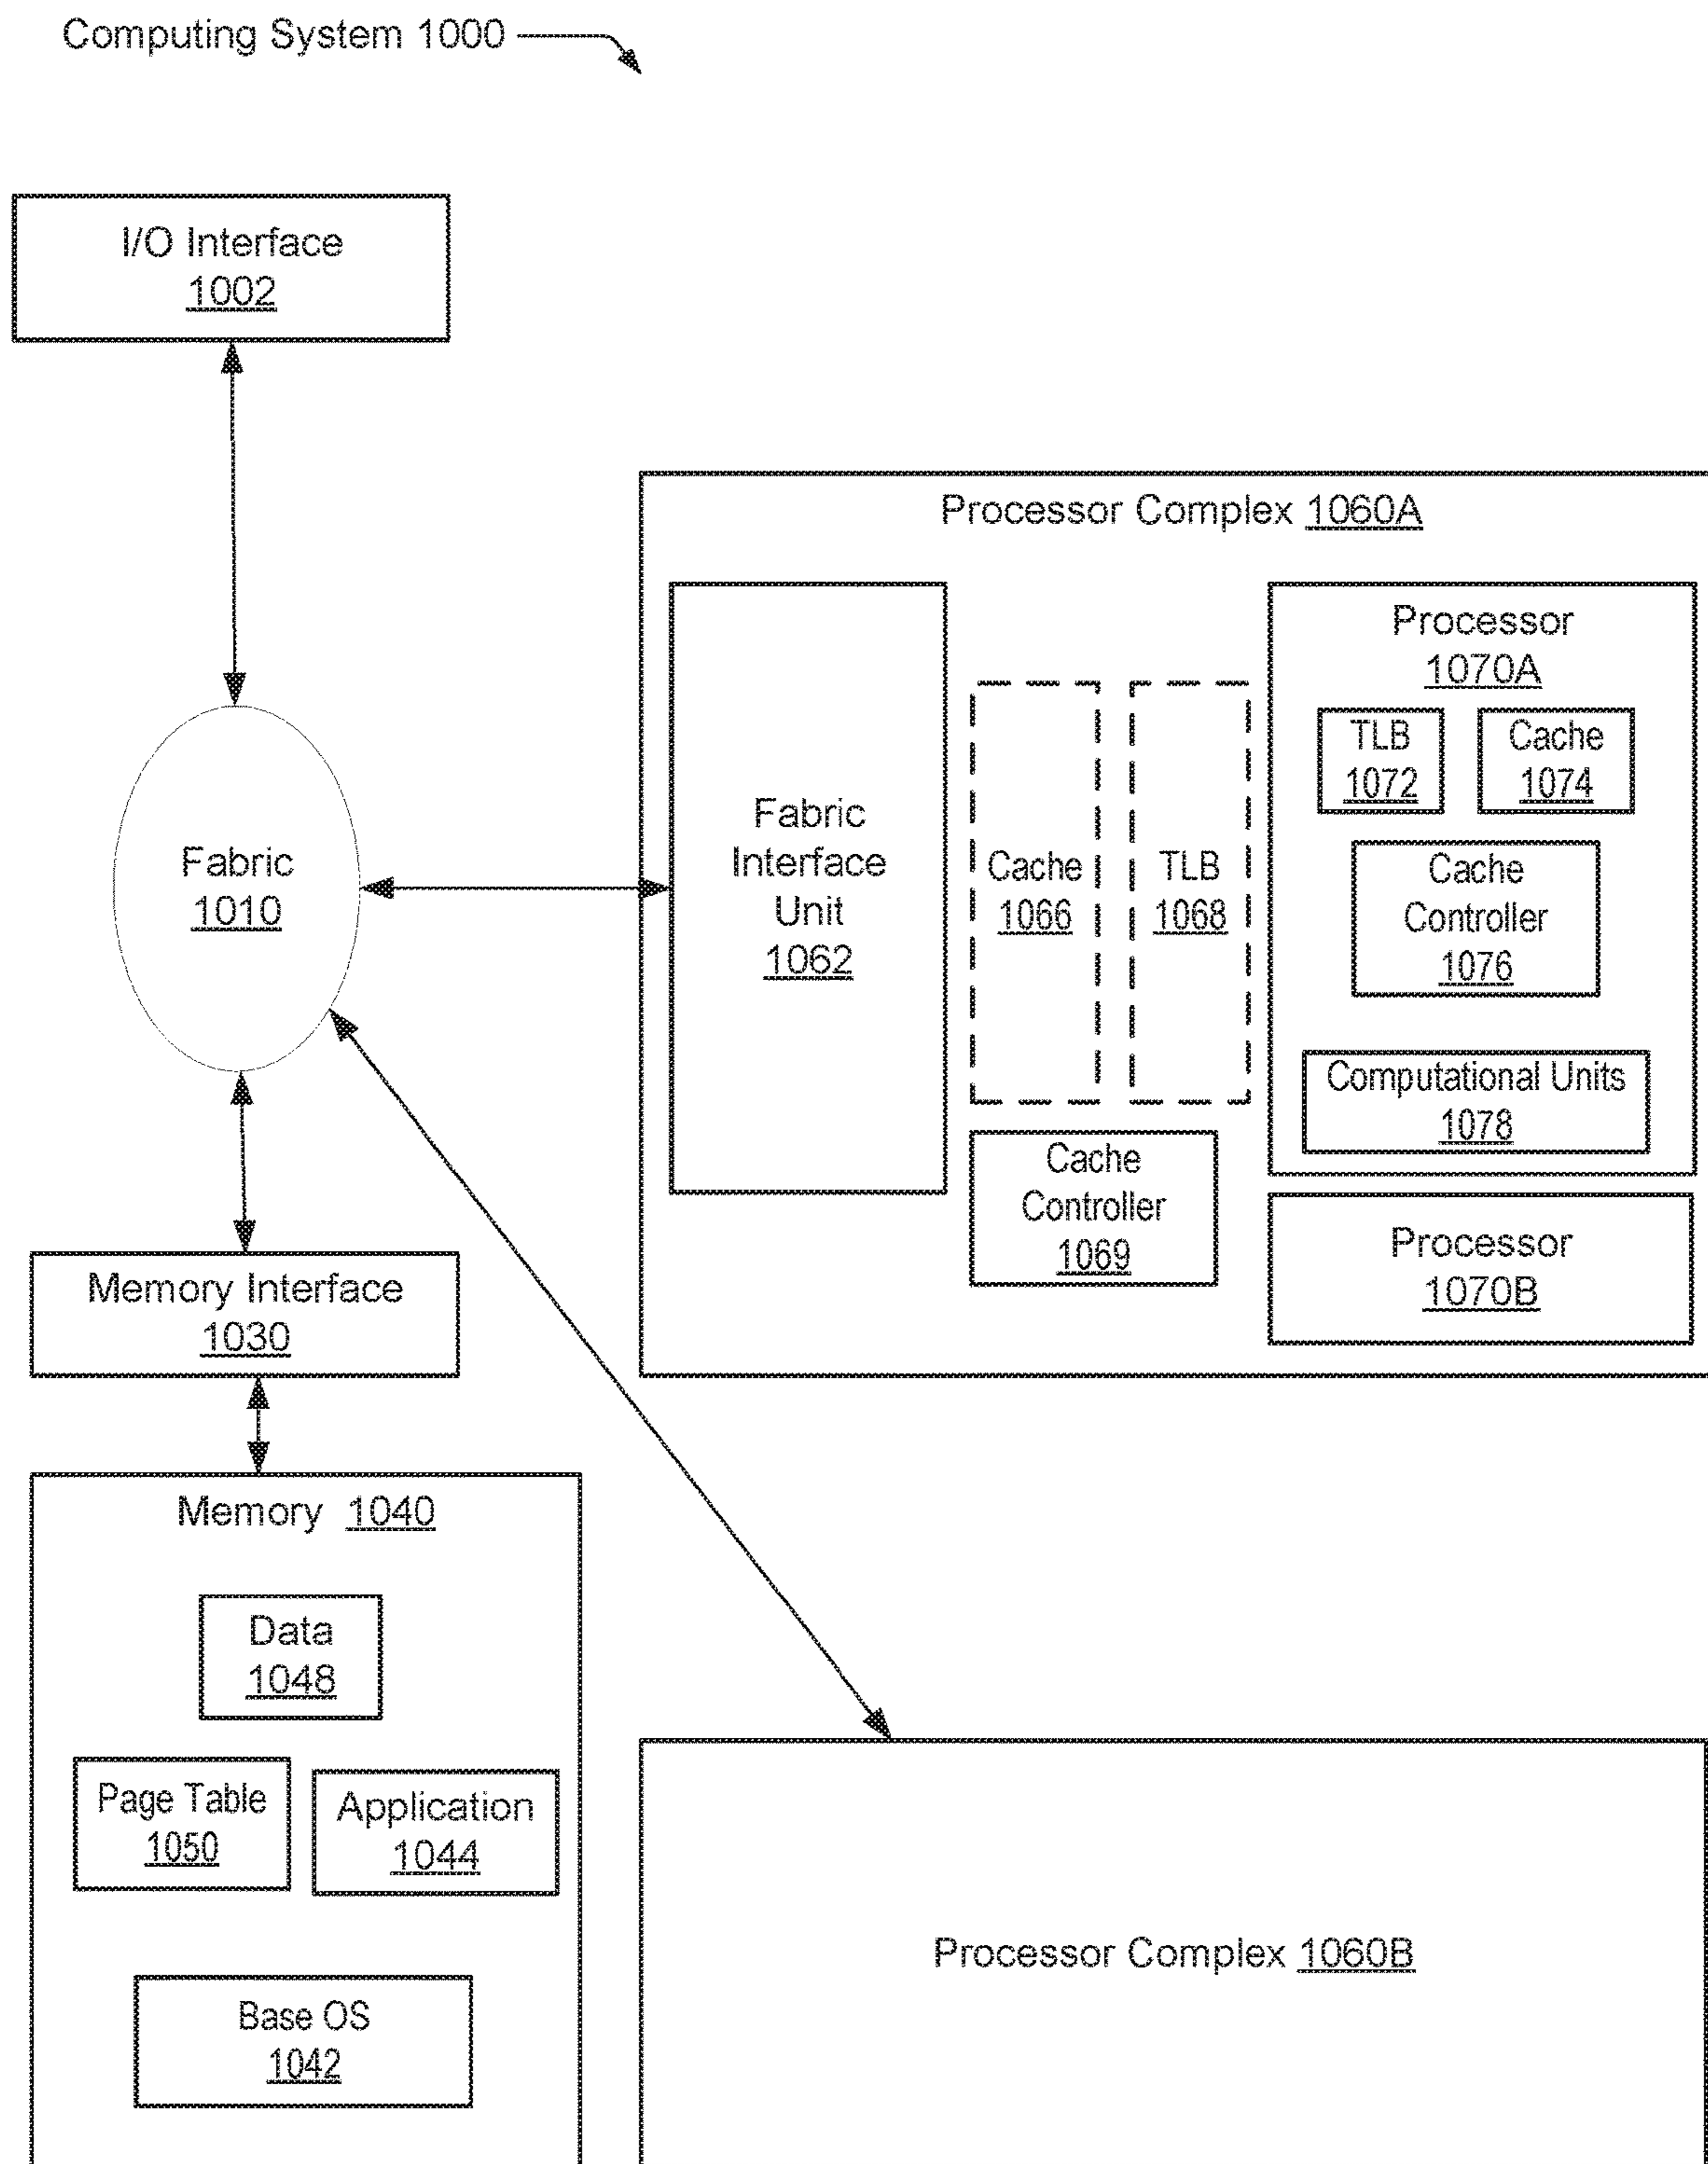 Computing System 1000
I/O Interface
1002
Processor Complex 1060A
Fabric
1010
Fabric
Interface
Unit
1062
Cache
1066
TLB
1068
Cache
Controller
1069
Processor
1070A
TLB
1072
Cache
1074
Cache
Controller
1076
Computational Units
1078
Processor
1070B
Memory Interface
1030
Memory 1040
Data
1048
Page Table
1050
Application
1044
Base OS
1042
Processor Complex 1060B